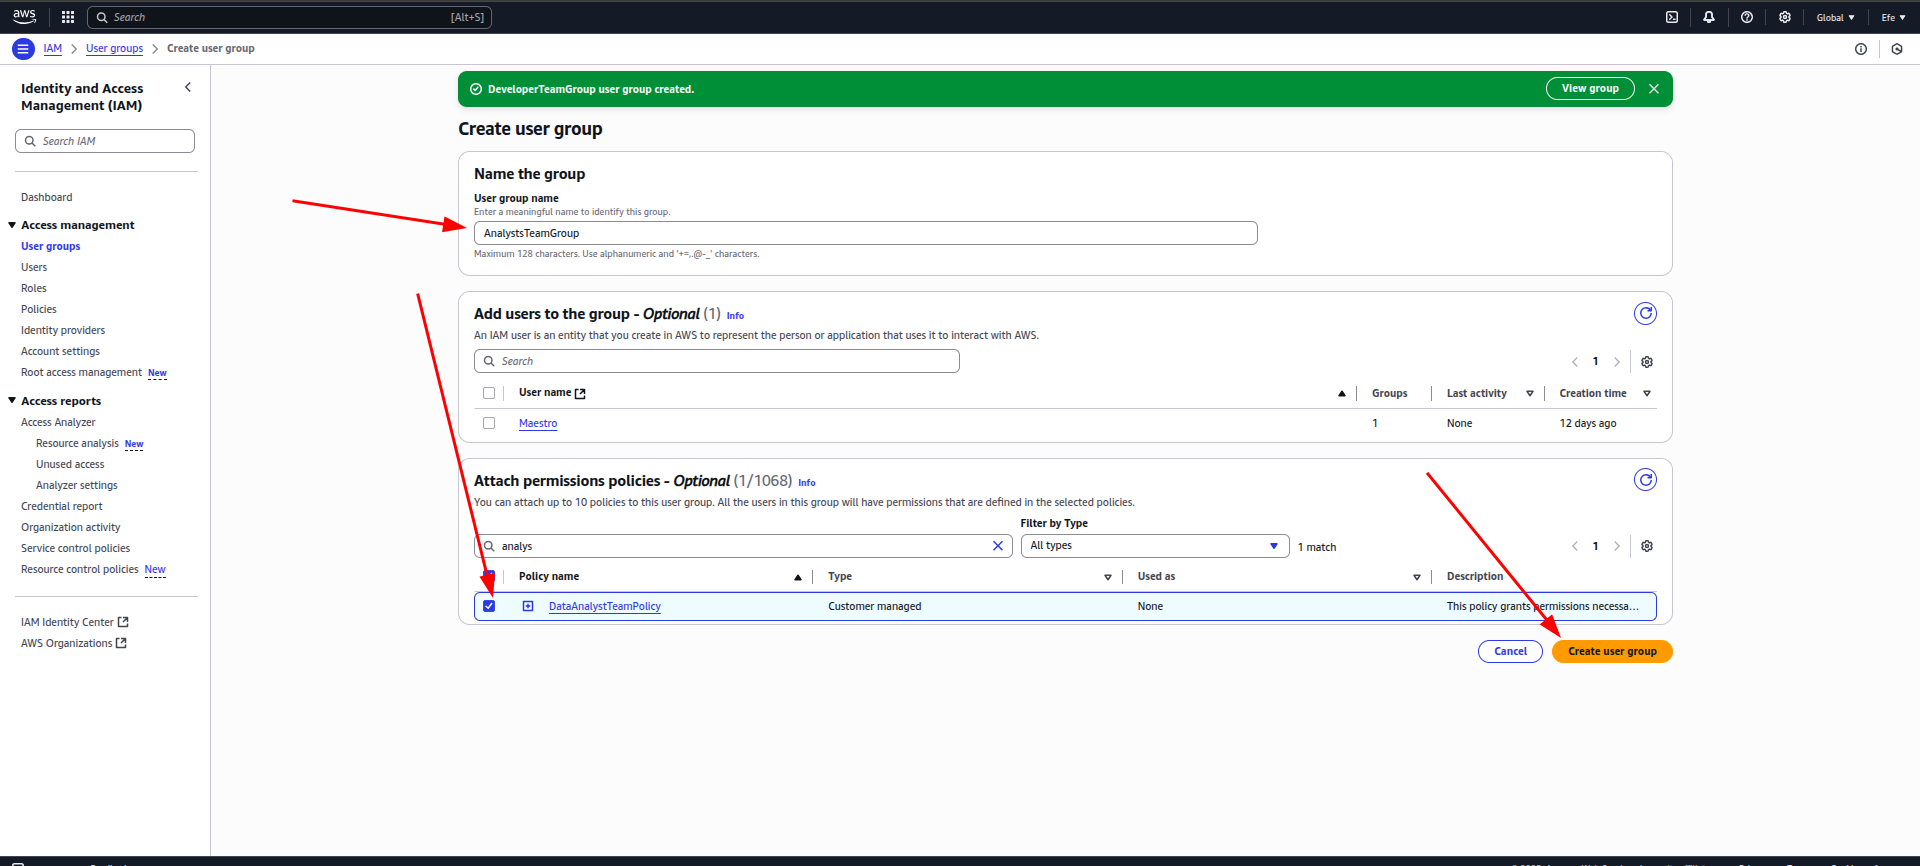 aws
Search
[Alt+S]
Global
Efe
IAM
User groups
Create user group
Identity and Access
Management (IAM)
Search IAM
Dashboard
Access management
User groups
Users
Roles
Policies
Identity providers
Account settings
Root access management New
Access reports
Access Analyzer
Resource analysis New
Unused access
Analyzer settings
Credential report
Organization activity
Service control policies
Resource control policies New
IAM Identity Center
AWS Organizations
DeveloperTeamGroup user group created.
View group
Create user group
Name the group
User group name
Enter a meaningful name to identify this group.
AnalystsTeamGroup
Maximum 128 characters. Use alphanumeric and '+=,.@-_' characters.
Add users to the group - Optional (1) Info
An IAM user is an entity that you create in AWS to represent the person or application that uses it to interact with AWS.
Search
1
User name Groups Last activity Creation time
Maestro 1 None 12 days ago
Attach permissions policies - Optional (1/1068) Info
You can attach up to 10 policies to this user group. All the users in this group will have permissions that are defined in the selected policies.
Filter by Type
analys
All types
1 match
1
Policy name Type Used as Description
DataAnalystTeamPolicy Customer managed None This policy grants permissions necessa...
Cancel
Create user group